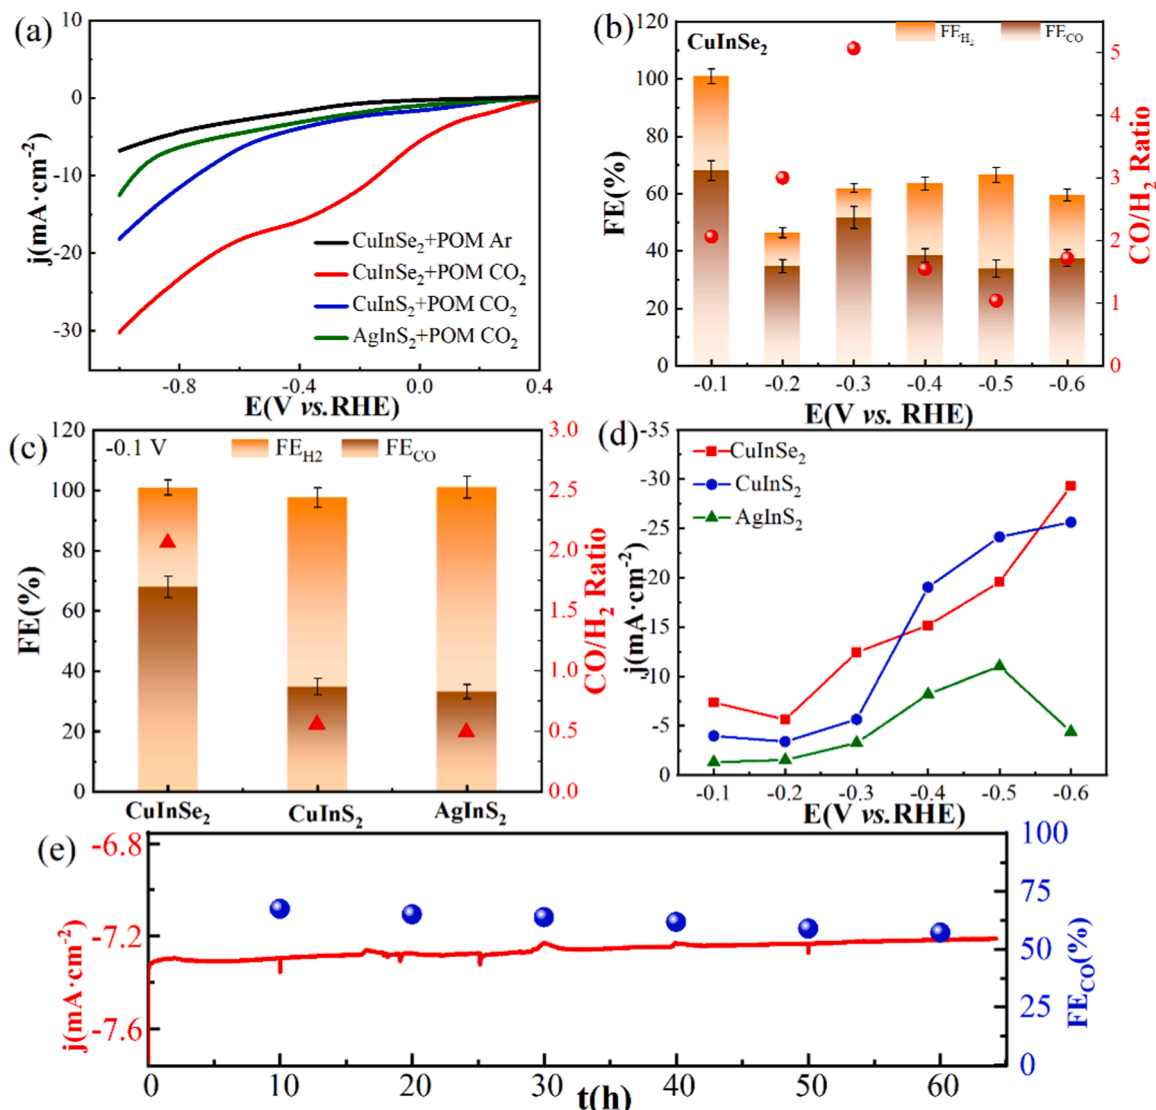 (a)
10
0
-10
-20
-30
j(mA·cm-2)
CuInSe2+POM Ar
CuInSe2+POM CO2
CuInS2+POM CO2
AgInS2+POM CO2
-0.8 -0.4 0.0 0.4
E(V vs.RHE)
(b)
CuInSe2
FEH2 FECO
120
100
80
60
40
20
0
FE(%)
5
4
3
2
1
0
CO/H2 Ratio
-0.1 -0.2 -0.3 -0.4 -0.5 -0.6
E(V vs. RHE)
(c)
-0.1 V
FEH2 FECO
120
100
80
60
40
20
0
FE(%)
3.0
2.5
2.0
1.5
1.0
0.5
0.0
CO/H2 Ratio
CuInSe2 CuInS2 AgInS2
(d)
-35
-30
-25
-20
-15
-10
-5
0
j(mA·cm-2)
CuInSe2
CuInS2
AgInS2
-0.1 -0.2 -0.3 -0.4 -0.5 -0.6
E(V vs.RHE)
(e)
-6.8
-7.2
-7.6
j(mA·cm-2)
100
75
50
25
0
FECO(%)
0 10 20 30 40 50 60
t(h)